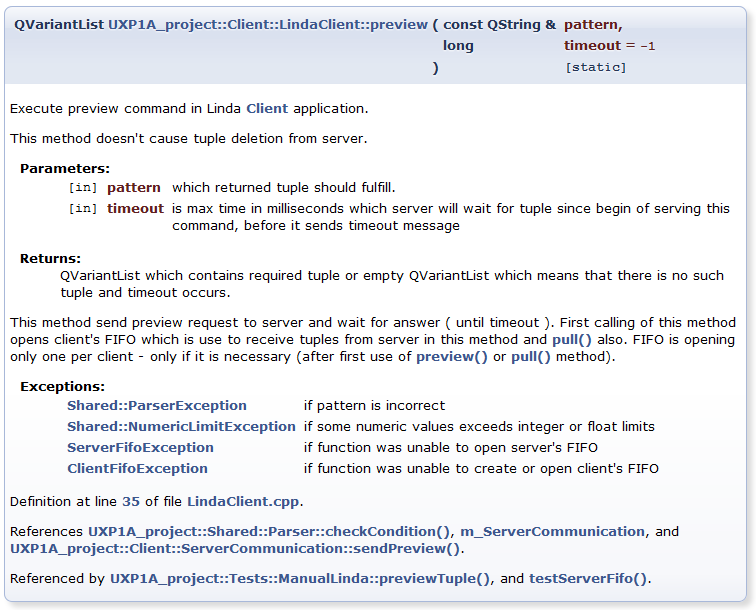 QVariantList UXP1A_project::Client::LindaClient::preview ( const QString & pattern,
long timeout = -1
) [static]
Execute preview command in Linda Client application.
This method doesn't cause tuple deletion from server.
Parameters:
[in] pattern which returned tuple should fulfill.
[in] timeout is max time in milliseconds which server will wait for tuple since begin of serving this
command, before it sends timeout message
Returns:
QVariantList which contains required tuple or empty QVariantList which means that there is no such
tuple and timeout occurs.
This method send preview request to server and wait for answer ( until timeout ). First calling of this method
opens client's FIFO which is use to receive tuples from server in this method and pull() also. FIFO is opening
only one per client - only if it is necessary (after first use of preview() or pull() method).
Exceptions:
Shared::ParserException if pattern is incorrect
Shared::NumericLimitException if some numeric values exceeds integer or float limits
ServerFifoException if function was unable to open server's FIFO
ClientFifoException if function was unable to create or open client's FIFO
Definition at line 35 of file LindaClient.cpp.
References UXP1A_project::Shared::Parser::checkCondition(), m_ServerCommunication, and
UXP1A_project::Client::ServerCommunication::sendPreview().
Referenced by UXP1A_project::Tests::ManualLinda::previewTuple(), and testServerFifo().